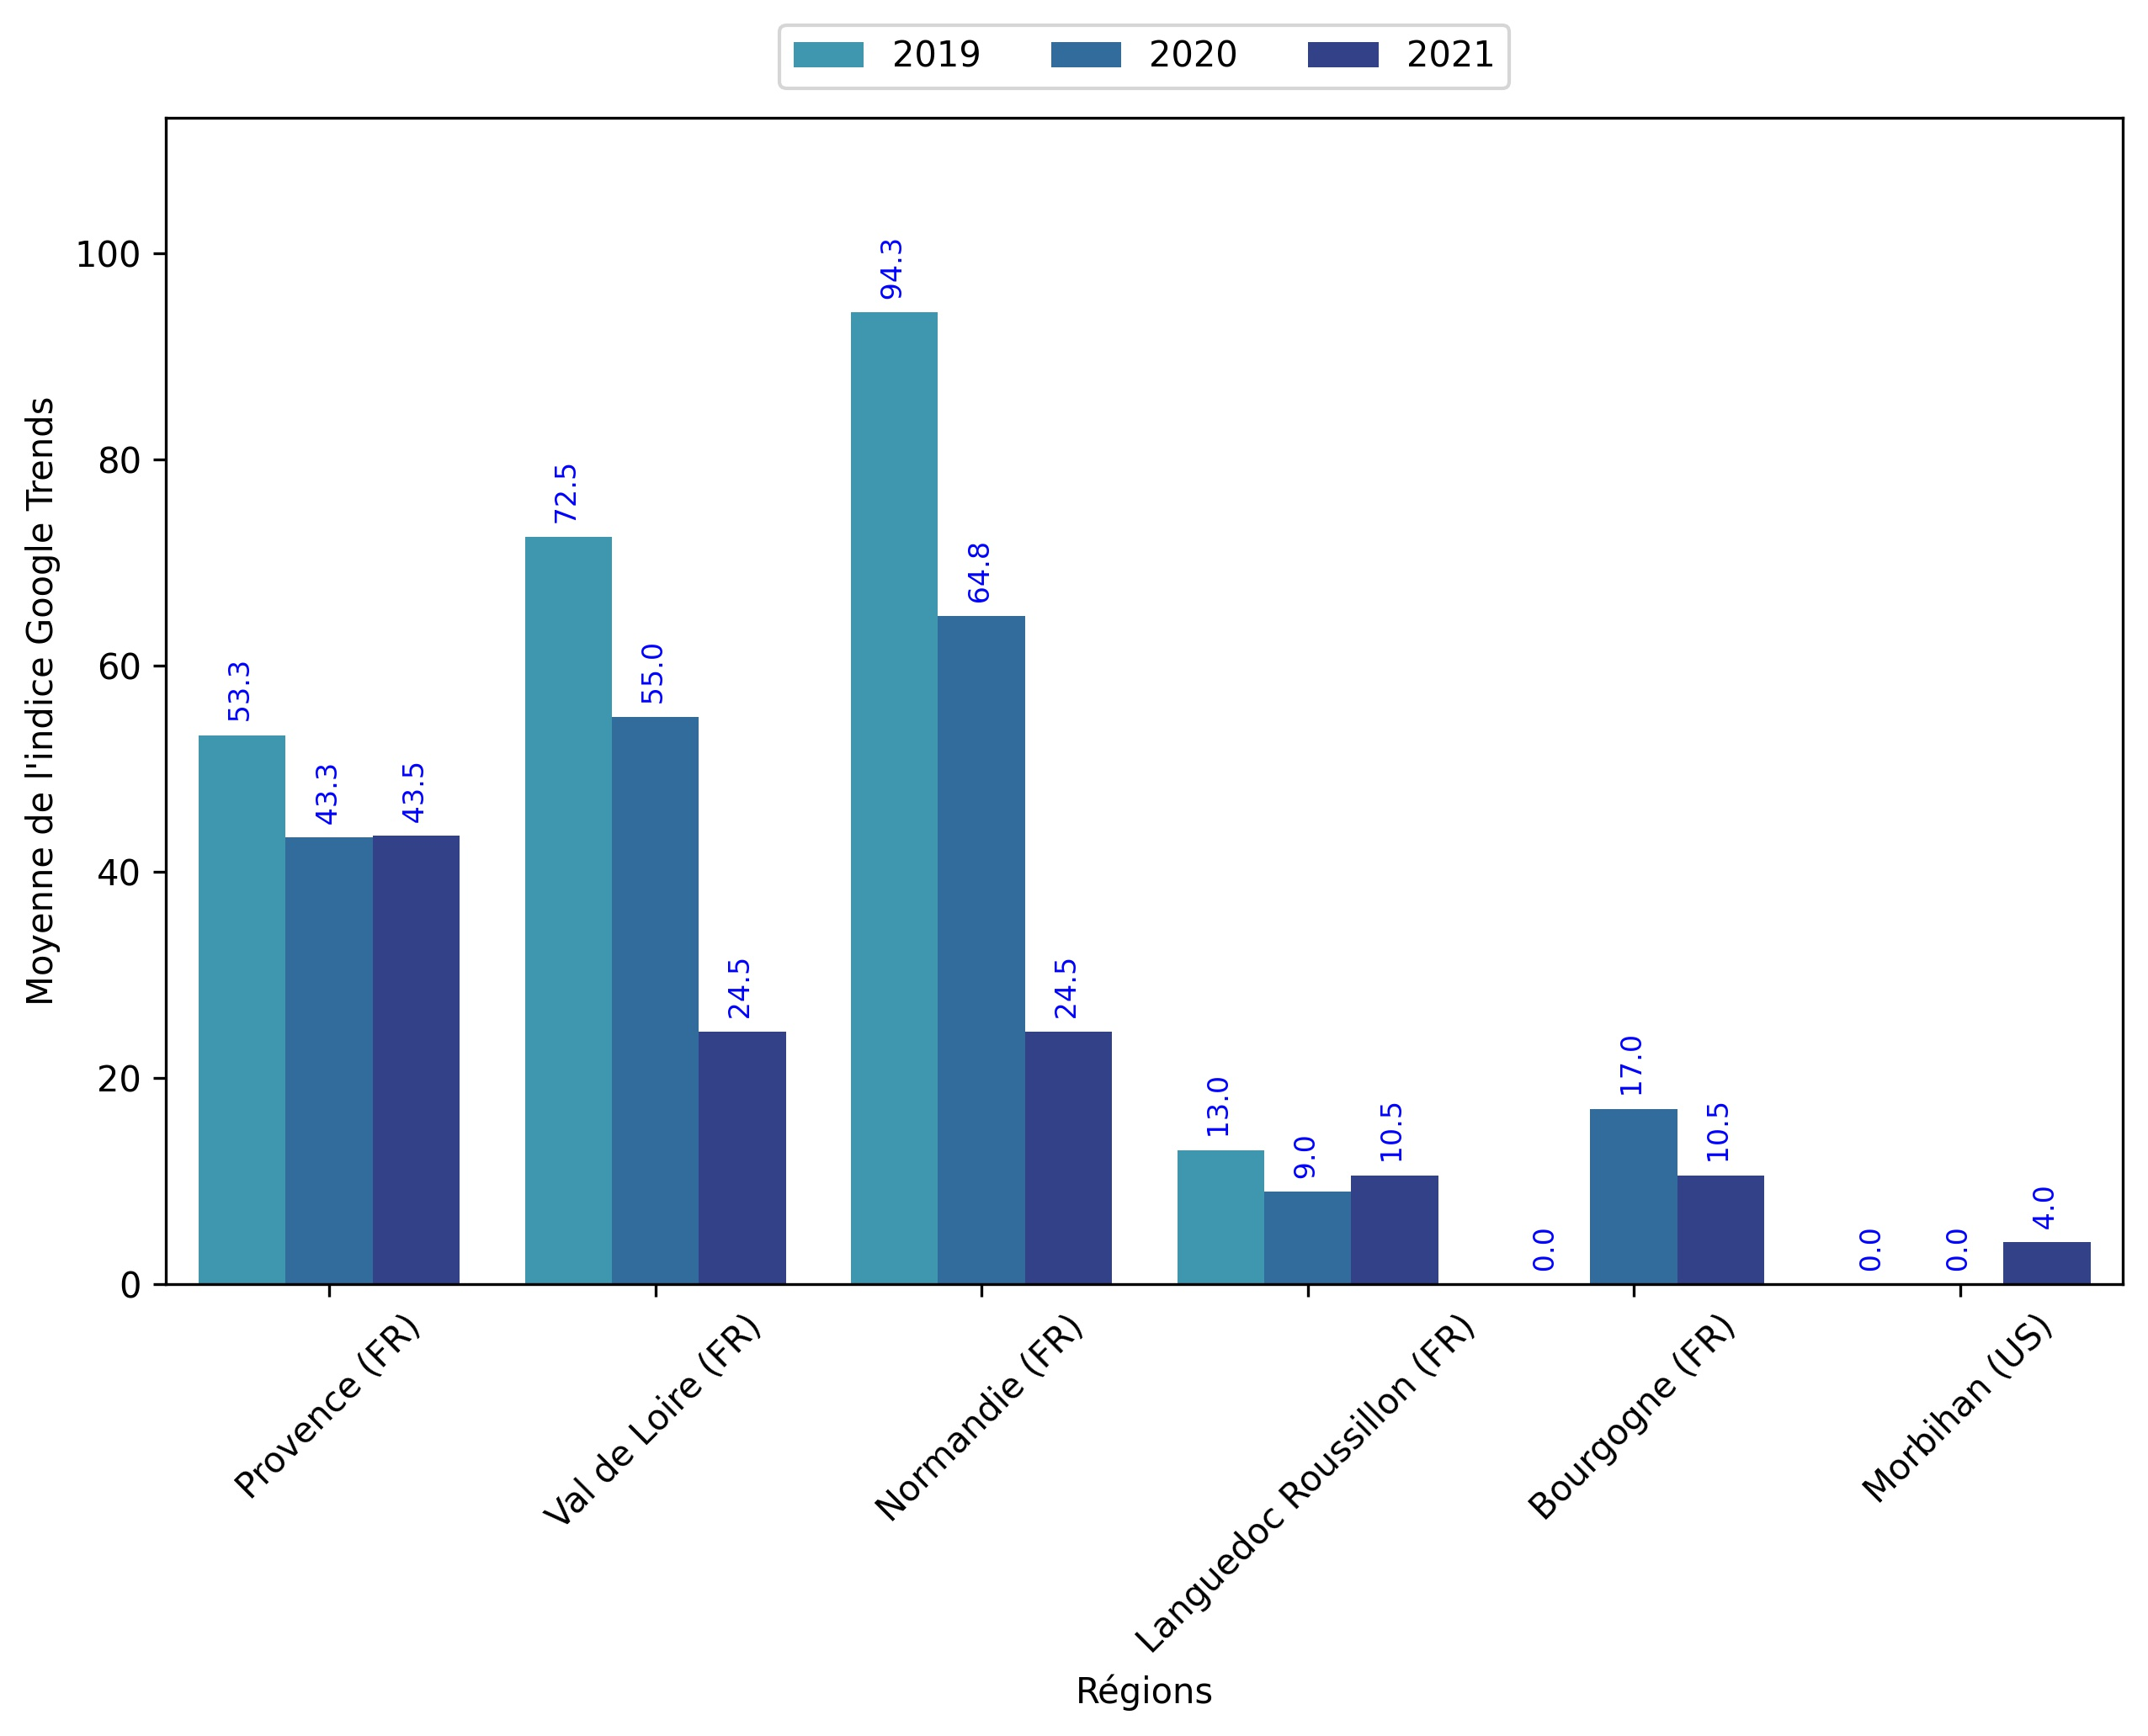 2019 2020 2021
Moyenne de l'indice Google Trends
100
80
60
40
20
0
53.3 43.3 43.5
72.5 55.0 24.5
94.3 64.8 24.5
13.0 9.0 10.5
0.0 17.0 10.5
0.0 0.0 4.0
Provence (FR)
Val de Loire (FR)
Normandie (FR)
Languedoc Roussillon (FR)
Bourgogne (FR)
Morbihan (US)
Régions